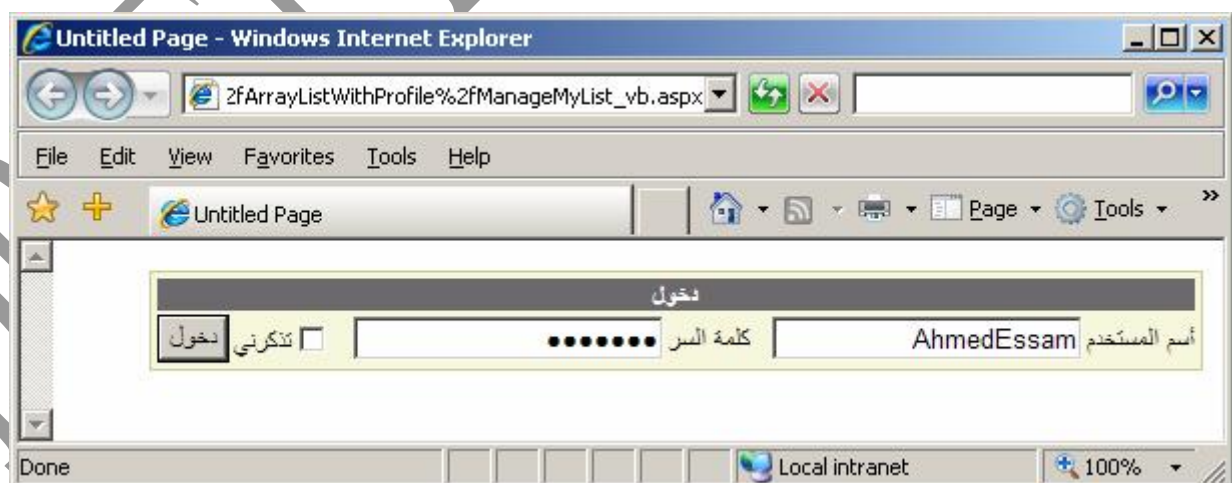 Untitled Page - Windows Internet Explorer
2fArrayListWithProfile%2fManageMyList_vb.aspx
File Edit View Favorites Tools Help
Untitled Page Page Tools »
دخول
أسم المستخدم AhmedEssam كلمة السر ●●●●●●● تذكرني دخول
Done Local intranet 100%